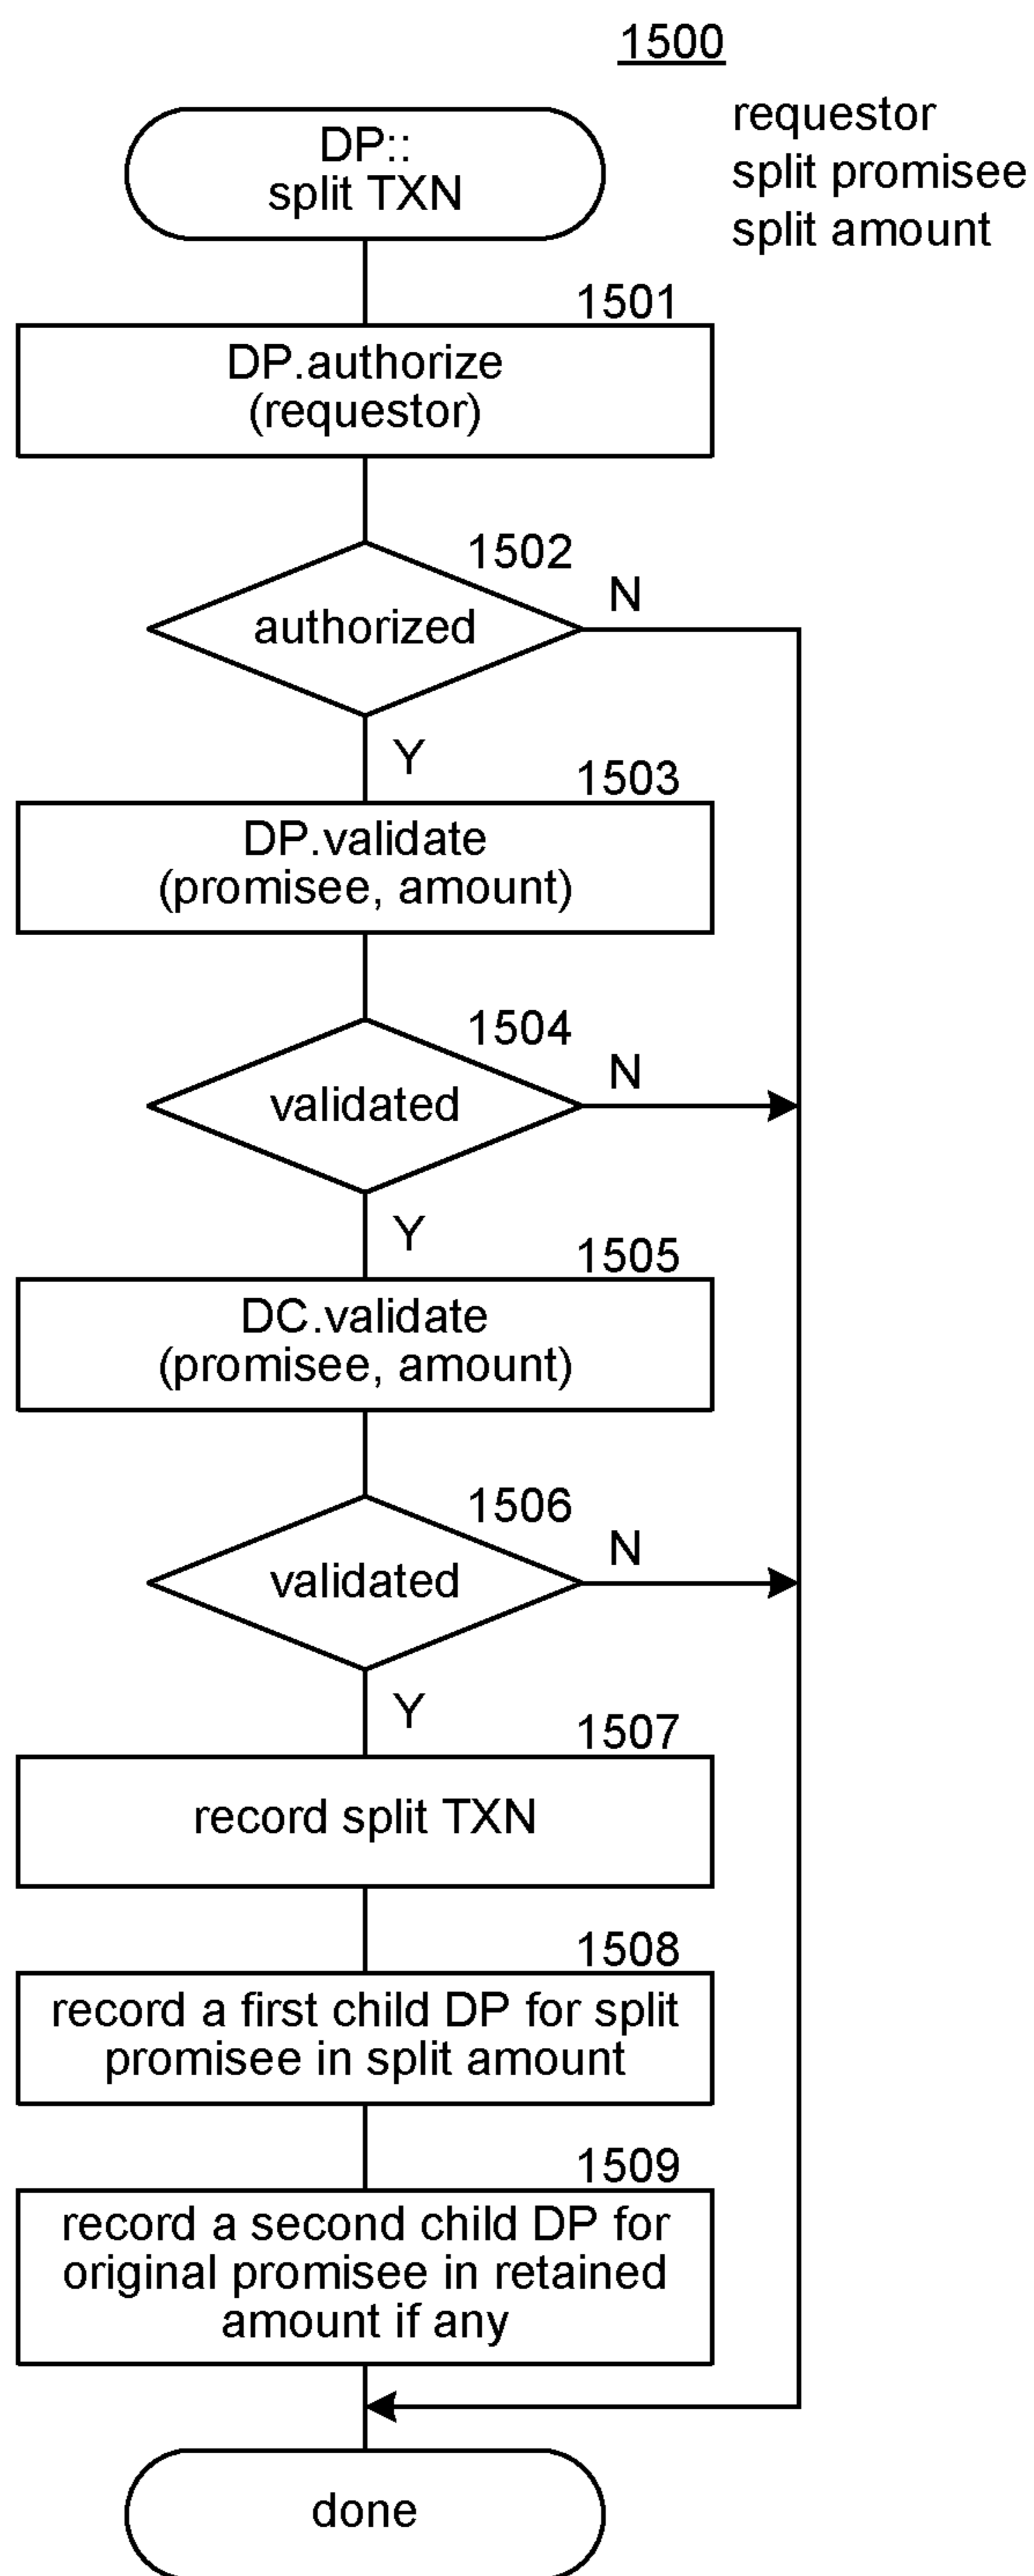 1500
requestor
split promisee
split amount
DP::
split TXN
1501
DP.authorize
(requestor)
1502
authorized
N
Y
1503
DP.validate
(promisee, amount)
1504
validated
N
Y
1505
DC.validate
(promisee, amount)
1506
validated
N
Y
1507
record split TXN
1508
record a first child DP for split
promisee in split amount
1509
record a second child DP for
original promisee in retained
amount if any
done